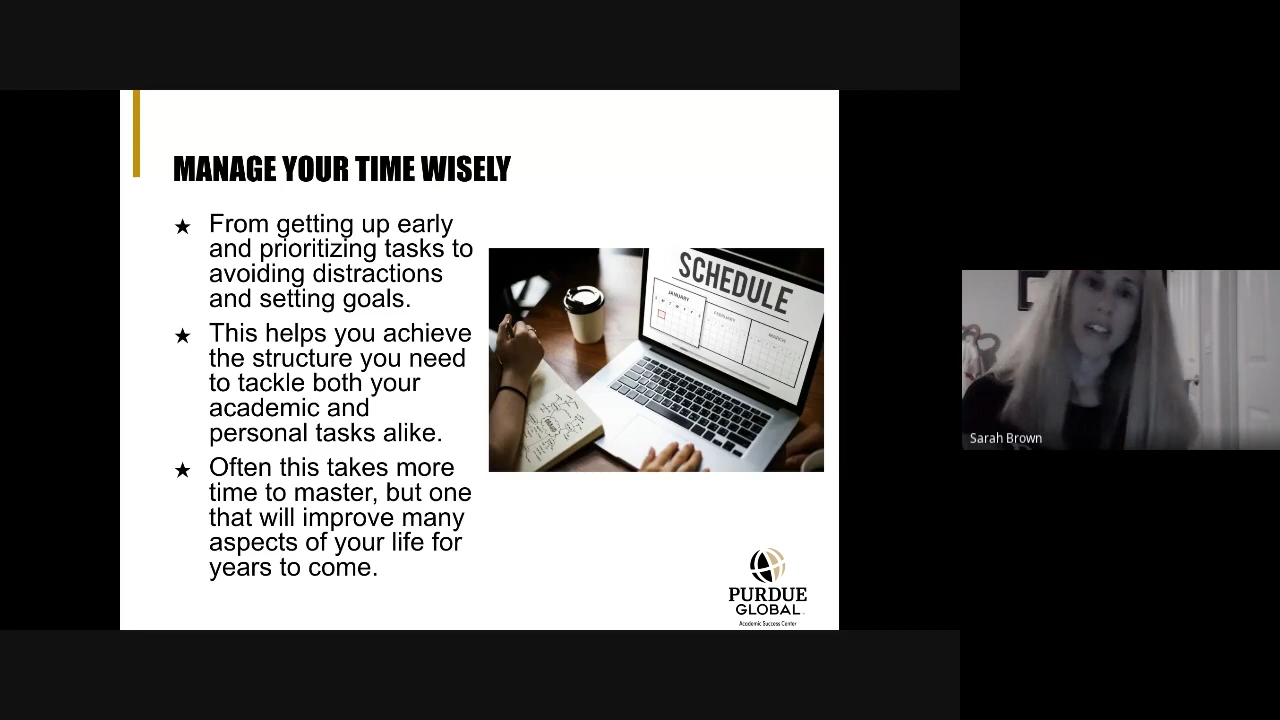 MANAGE YOUR TIME WISELY
★ From getting up early
and prioritizing tasks to
avoiding distractions
and setting goals.
★ This helps you achieve
the structure you need
to tackle both your
academic and
personal tasks alike.
★ Often this takes more
time to master, but one
that will improve many
aspects of your life for
years to come.
SCHEDULE
JANUARY
FEBRUARY
MARCH
PURDUE
GLOBAL
Academic Success Center
Sarah Brown